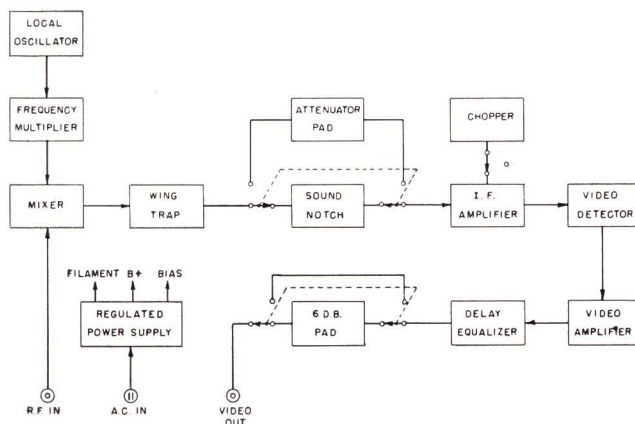 LOCAL
OSCILLATOR
FREQUENCY
MULTIPLIER
ATTENUATOR
PAD
CHOPPER
MIXER
WING
TRAP
SOUND
NOTCH
I. F.
AMPLIFIER
VIDEO
DETECTOR
FILAMENT B+ BIAS
REGULATED
POWER SUPPLY
6 D.B.
PAD
DELAY
EQUALIZER
VIDEO
AMPLIFIER
R.F. IN
A.C. IN
VIDEO
OUT